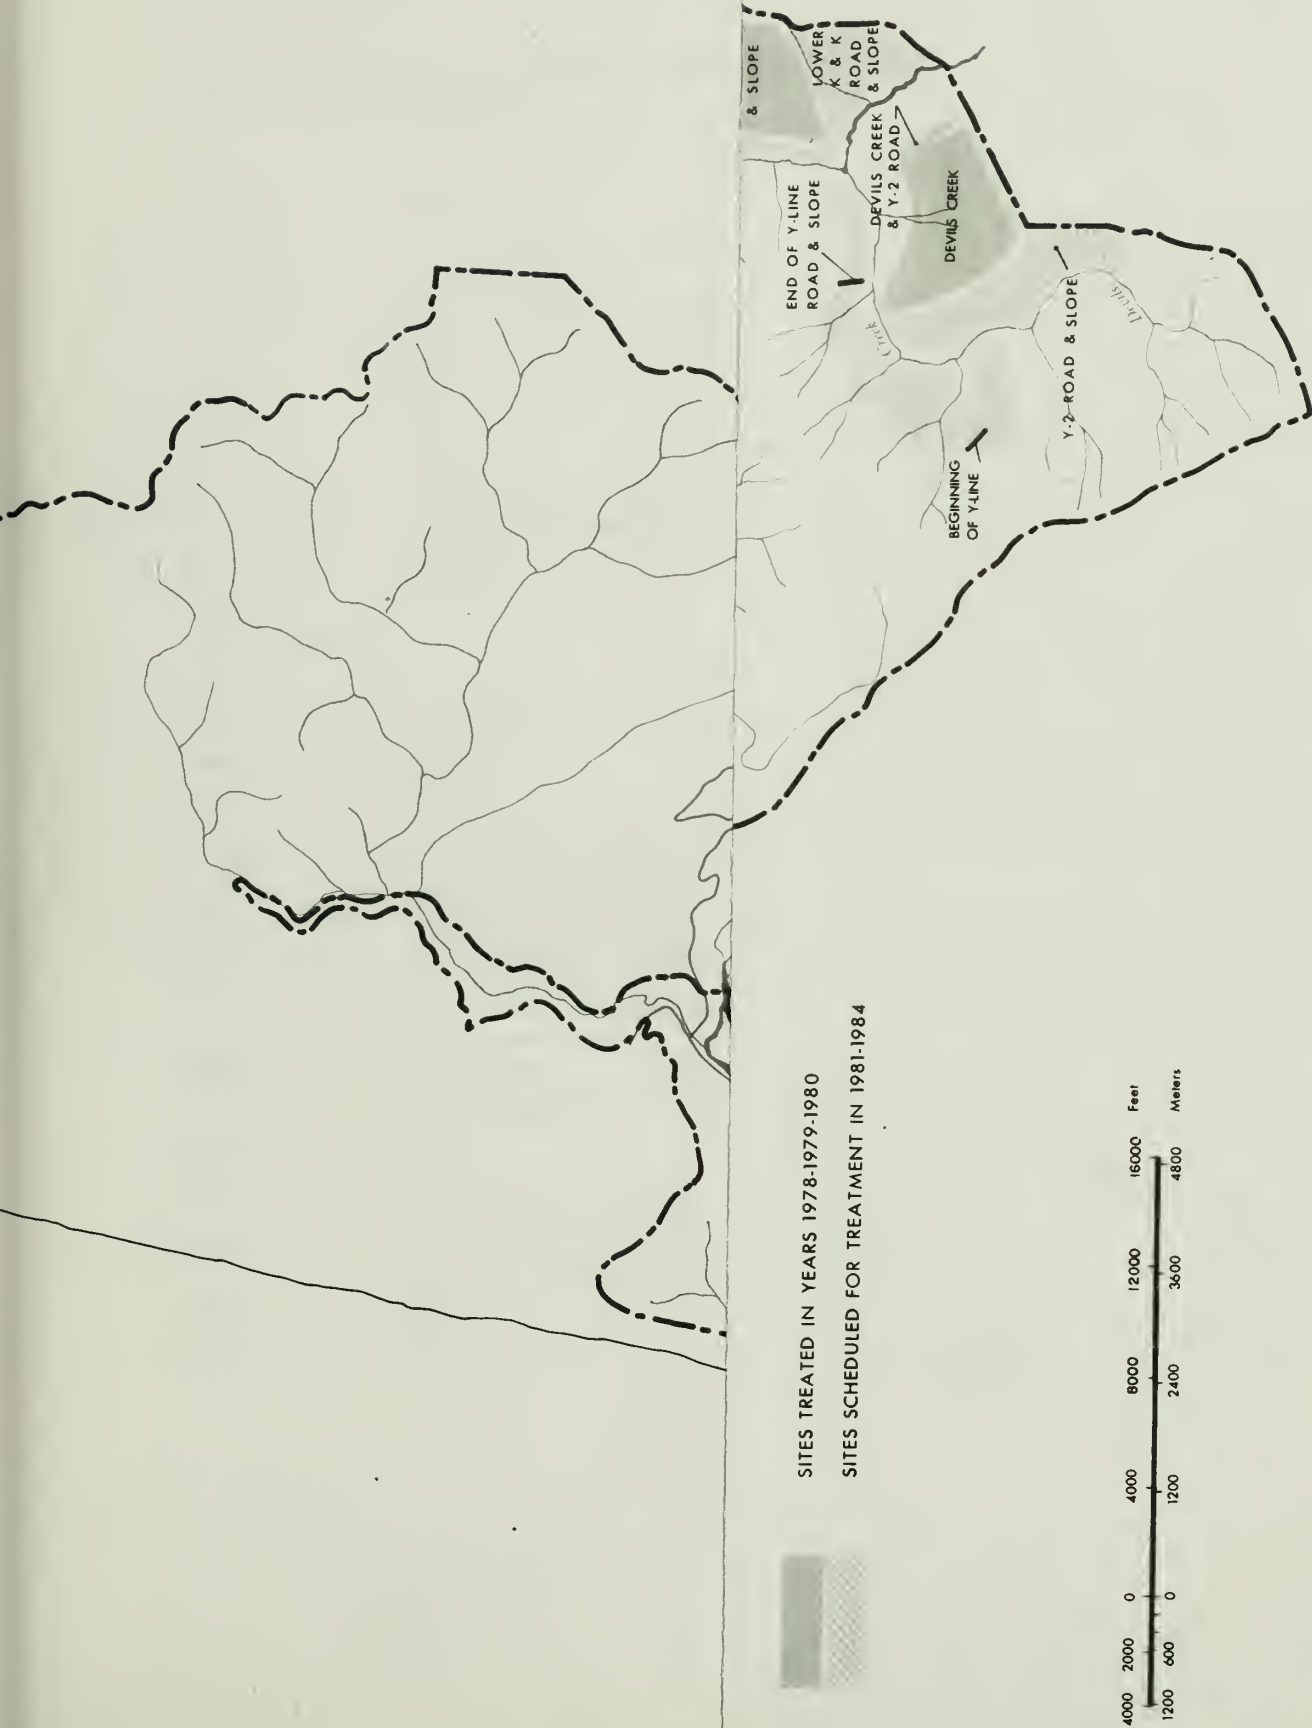 & SLOPE
LOWER
K & K
ROAD
& SLOPE
END OF Y-LINE
ROAD & SLOPE
DEVILS CREEK
& Y-2 ROAD
DEVILS CREEK
Creek
BEGINNING
OF Y-LINE
Y-2 ROAD & SLOPE
Devils
SITES TREATED IN YEARS 1978-1979-1980
SITES SCHEDULED FOR TREATMENT IN 1981-1984
4000 2000 0 4000 8000 12000 16000 Feet
1200 600 0 1200 2400 3600 4800 Meters